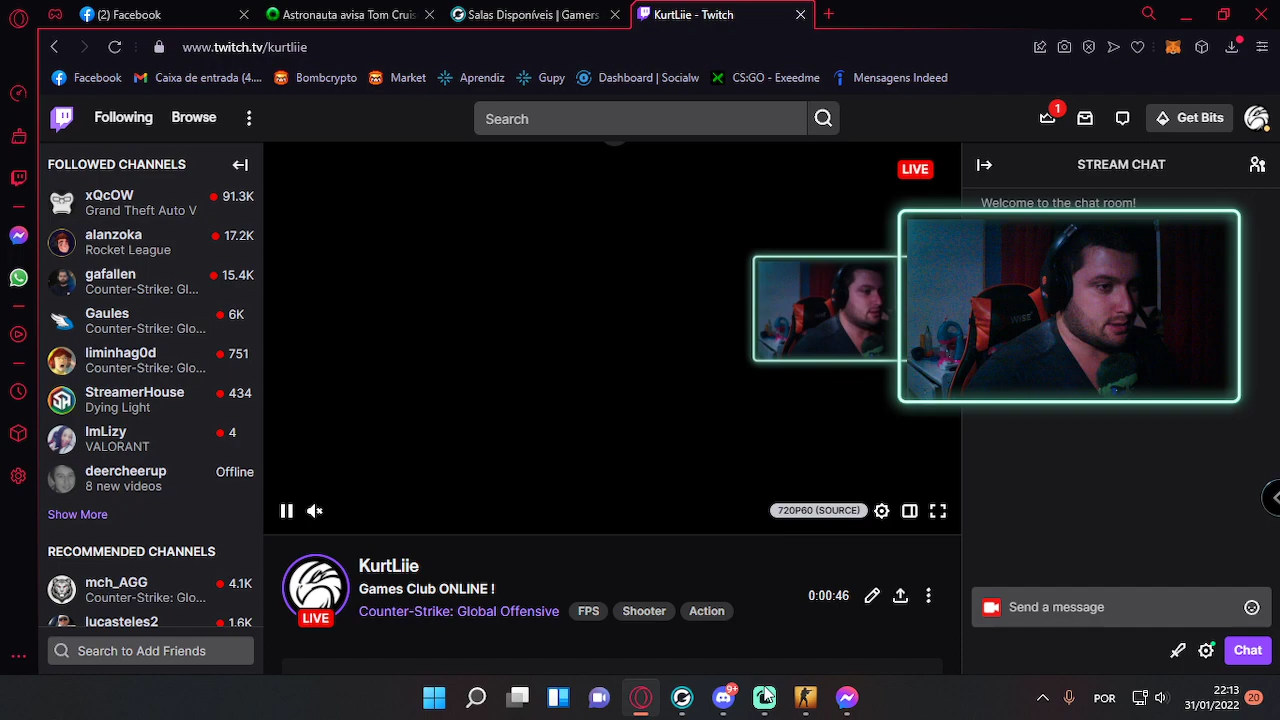 (2) Facebook
Astronauta avisa Tom Cruis
Salas Disponíveis | Gamers
KurtLiie - Twitch
www.twitch.tv/kurtliie
Facebook
Caixa de entrada (4....
Bombcrypto
Market
Aprendiz
Gupy
Dashboard | Socialw
CS:GO - Exeedme
Mensagens Indeed
Following
Browse
Search
1
Get Bits
FOLLOWED CHANNELS
xQcOW 91.3K
Grand Theft Auto V
alanzoka 17.2K
Rocket League
gafallen 15.4K
Counter-Strike: Gl...
Gaules 6K
Counter-Strike: Glo...
liminhag0d 751
Counter-Strike: Glo...
StreamerHouse 434
Dying Light
ImLizy 4
VALORANT
deercheerup Offline
8 new videos
Show More
RECOMMENDED CHANNELS
mch_AGG 4.1K
Counter-Strike: Glo...
lucasteles2 1.6K
Search to Add Friends
LIVE
720P60 (SOURCE)
KurtLiie
Games Club ONLINE !
Counter-Strike: Global Offensive
FPS
Shooter
Action
LIVE
0:00:46
STREAM CHAT
Welcome to the chat room!
Send a message
Chat
9+
POR
22:13
31/01/2022
20